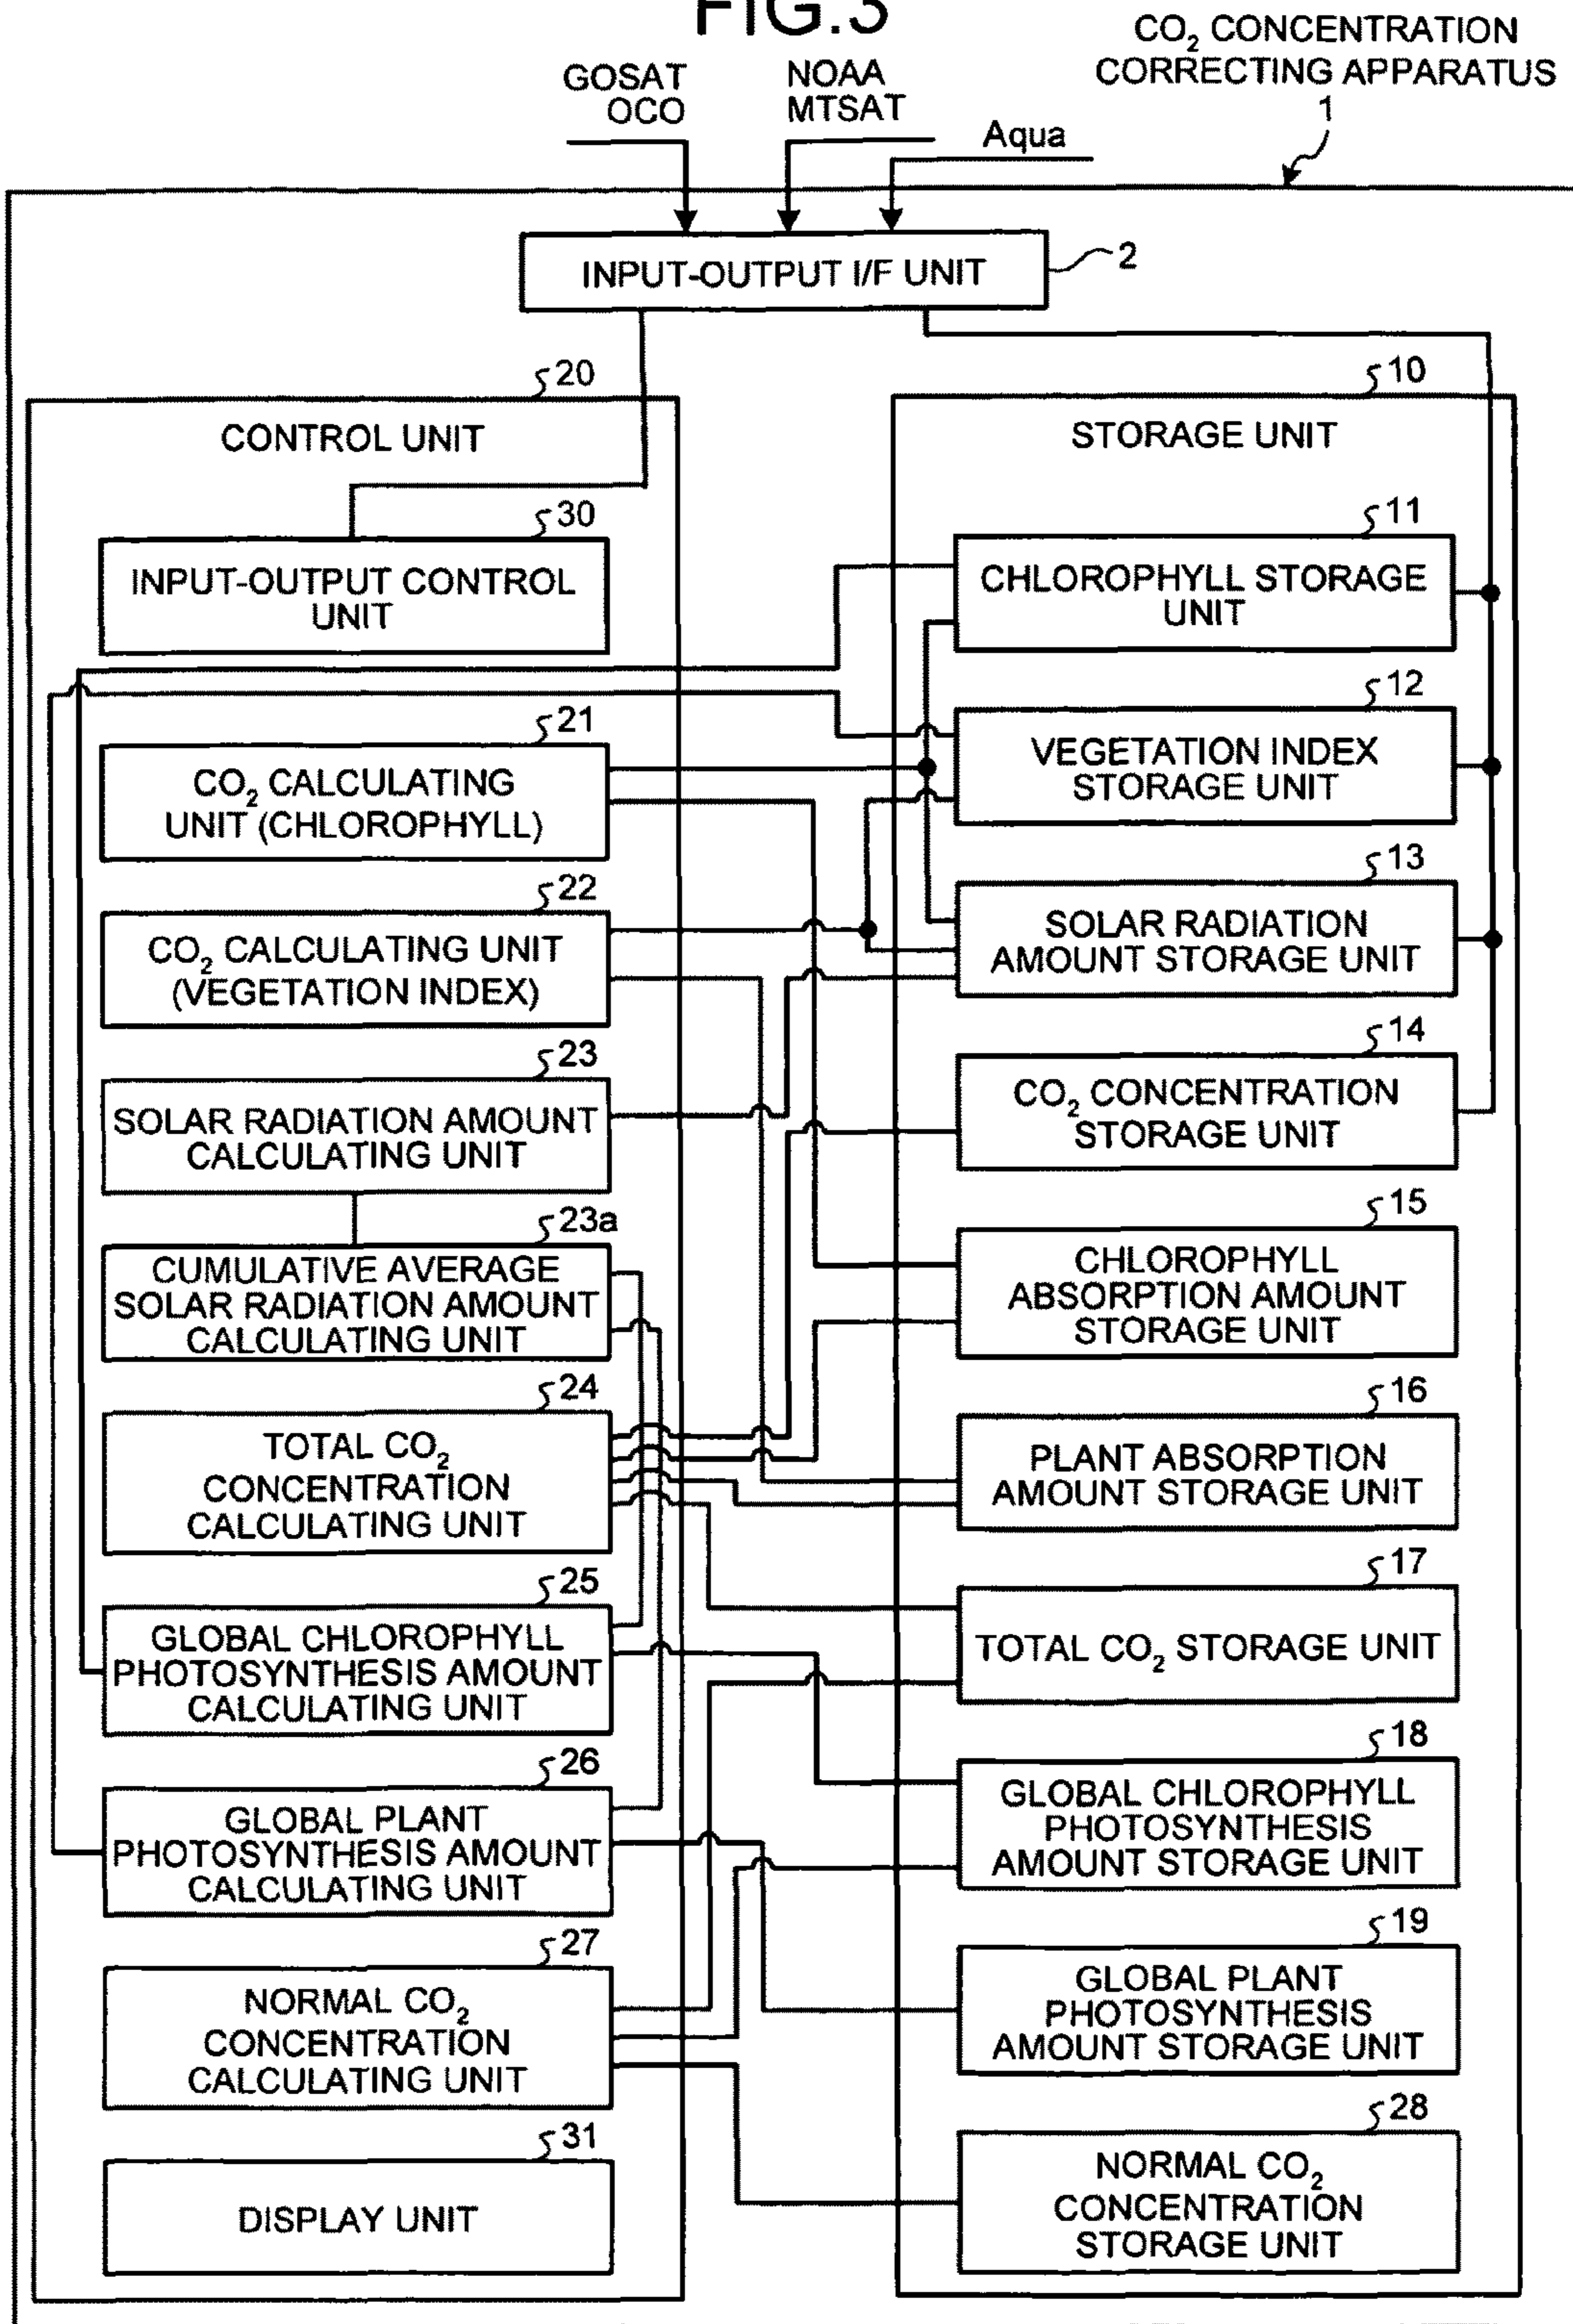 FIG.3
CO₂ CONCENTRATION
CORRECTING APPARATUS
1
GOSAT
OCO
NOAA
MTSAT
Aqua
INPUT-OUTPUT I/F UNIT
2
20
CONTROL UNIT
30
INPUT-OUTPUT CONTROL
UNIT
21
CO₂ CALCULATING
UNIT (CHLOROPHYLL)
22
CO₂ CALCULATING UNIT
(VEGETATION INDEX)
23
SOLAR RADIATION AMOUNT
CALCULATING UNIT
23a
CUMULATIVE AVERAGE
SOLAR RADIATION AMOUNT
CALCULATING UNIT
24
TOTAL CO₂
CONCENTRATION
CALCULATING UNIT
25
GLOBAL CHLOROPHYLL
PHOTOSYNTHESIS AMOUNT
CALCULATING UNIT
26
GLOBAL PLANT
PHOTOSYNTHESIS AMOUNT
CALCULATING UNIT
27
NORMAL CO₂
CONCENTRATION
CALCULATING UNIT
31
DISPLAY UNIT
10
STORAGE UNIT
11
CHLOROPHYLL STORAGE
UNIT
12
VEGETATION INDEX
STORAGE UNIT
13
SOLAR RADIATION
AMOUNT STORAGE UNIT
14
CO₂ CONCENTRATION
STORAGE UNIT
15
CHLOROPHYLL
ABSORPTION AMOUNT
STORAGE UNIT
16
PLANT ABSORPTION
AMOUNT STORAGE UNIT
17
TOTAL CO₂ STORAGE UNIT
18
GLOBAL CHLOROPHYLL
PHOTOSYNTHESIS
AMOUNT STORAGE UNIT
19
GLOBAL PLANT
PHOTOSYNTHESIS
AMOUNT STORAGE UNIT
28
NORMAL CO₂
CONCENTRATION
STORAGE UNIT